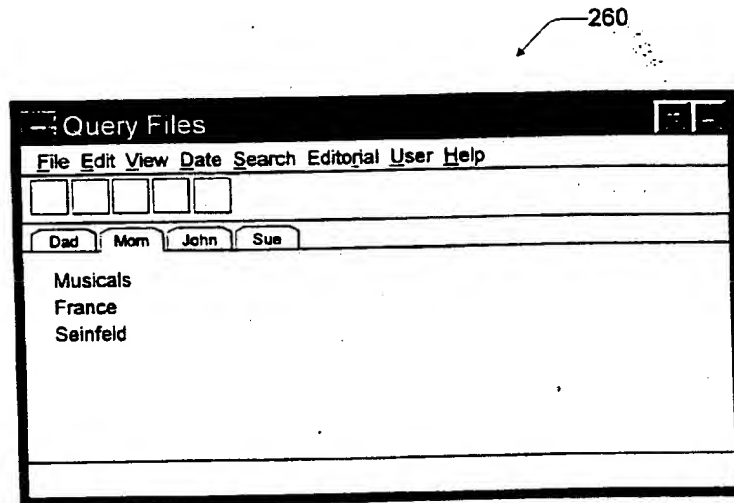 260
Query Files
File Edit View Date Search Editorial User Help
Dad Mom John Sue
Musicals
France
Seinfeld